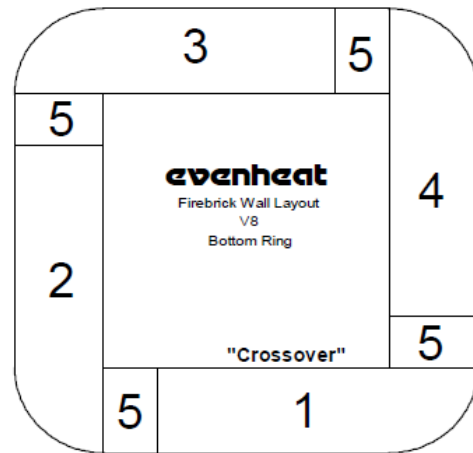 3 5
5
evenheat
Firebrick Wall Layout
V8
Bottom Ring
4
2
"Crossover"
5
5 1